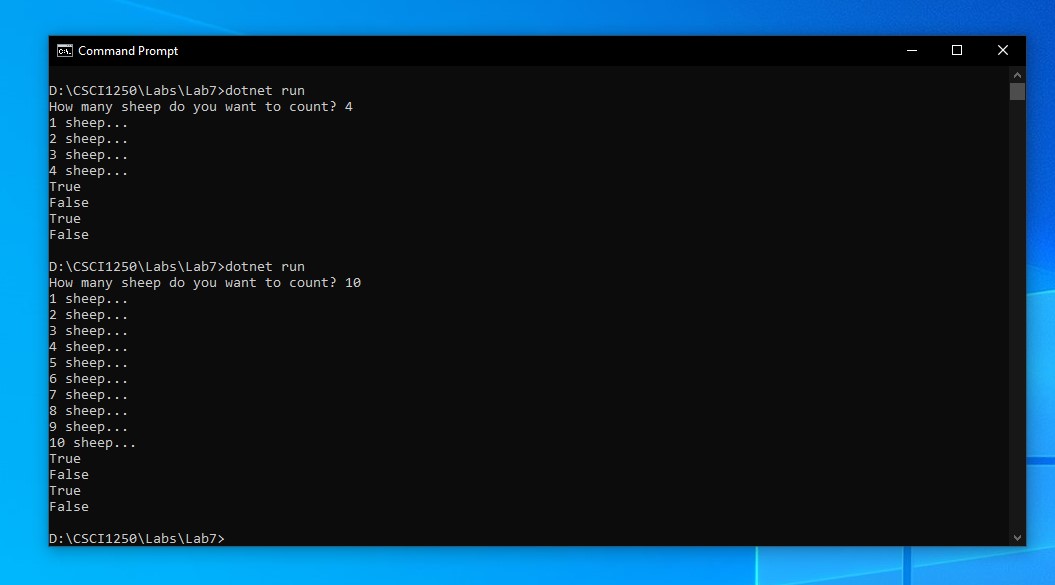 Command Prompt
D:\CSCI1250\Labs\Lab7>dotnet run
How many sheep do you want to count? 4
1 sheep...
2 sheep...
3 sheep...
4 sheep...
True
False
True
False
D:\CSCI1250\Labs\Lab7>dotnet run
How many sheep do you want to count? 10
1 sheep...
2 sheep...
3 sheep...
4 sheep...
5 sheep...
6 sheep...
7 sheep...
8 sheep...
9 sheep...
10 sheep...
True
False
True
False
D:\CSCI1250\Labs\Lab7>